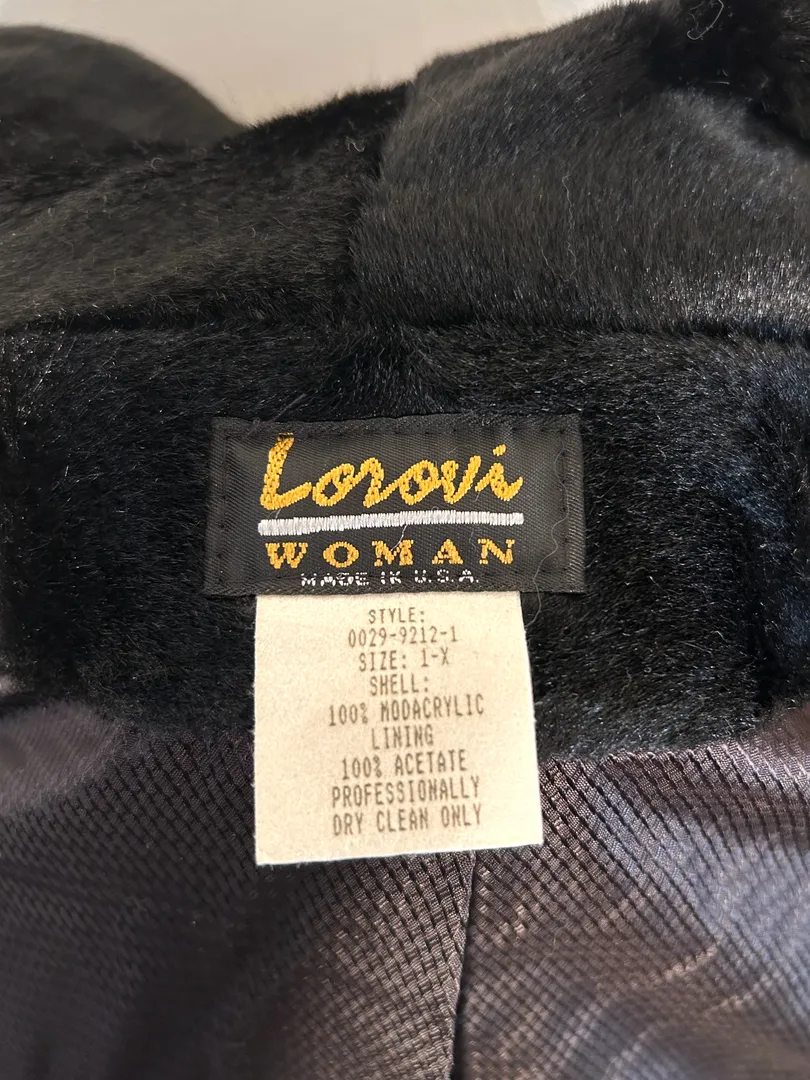 Lorovi
WOMAN
MADE IN U.S.A.
STYLE:
0029-9212-1
SIZE: 1-X
SHELL:
100% MODACRYLIC
LINING
100% ACETATE
PROFESSIONALLY
DRY CLEAN ONLY